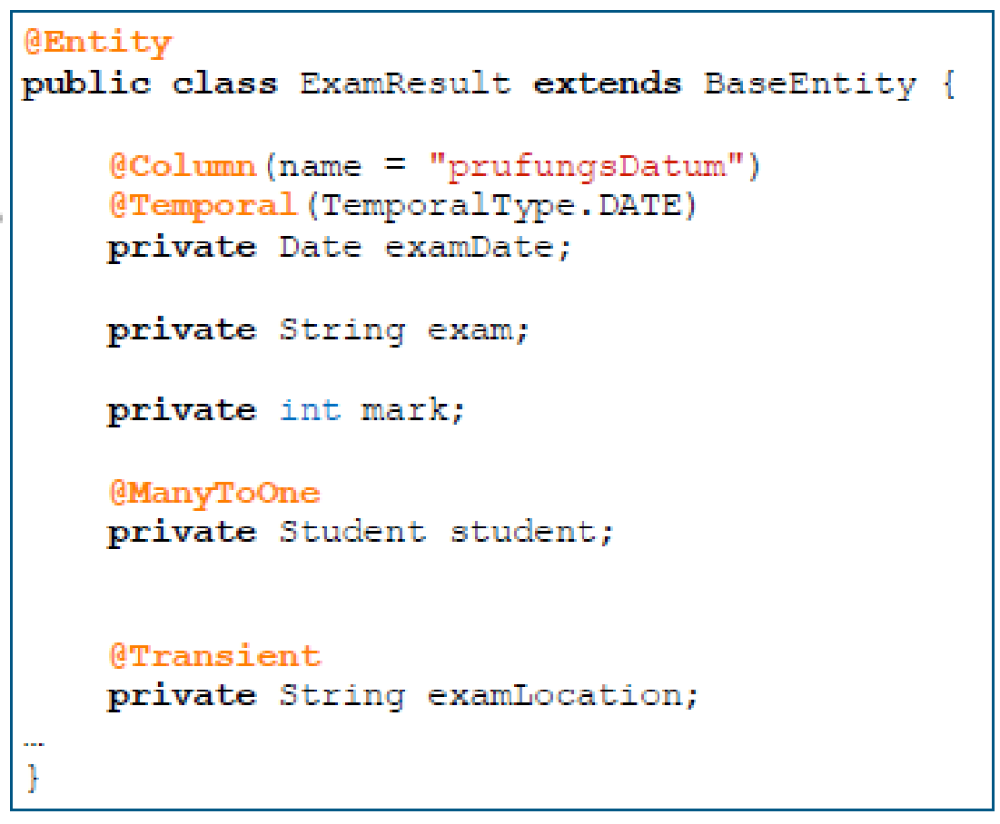 @Entity
public class ExamResult extends BaseEntity {
@Column(name = "prufungsDatum")
@Temporal(TemporalType.DATE)
private Date examDate;
private String exam;
private int mark;
@ManyToOne
private Student student;
@Transient
private String examLocation;
…
}